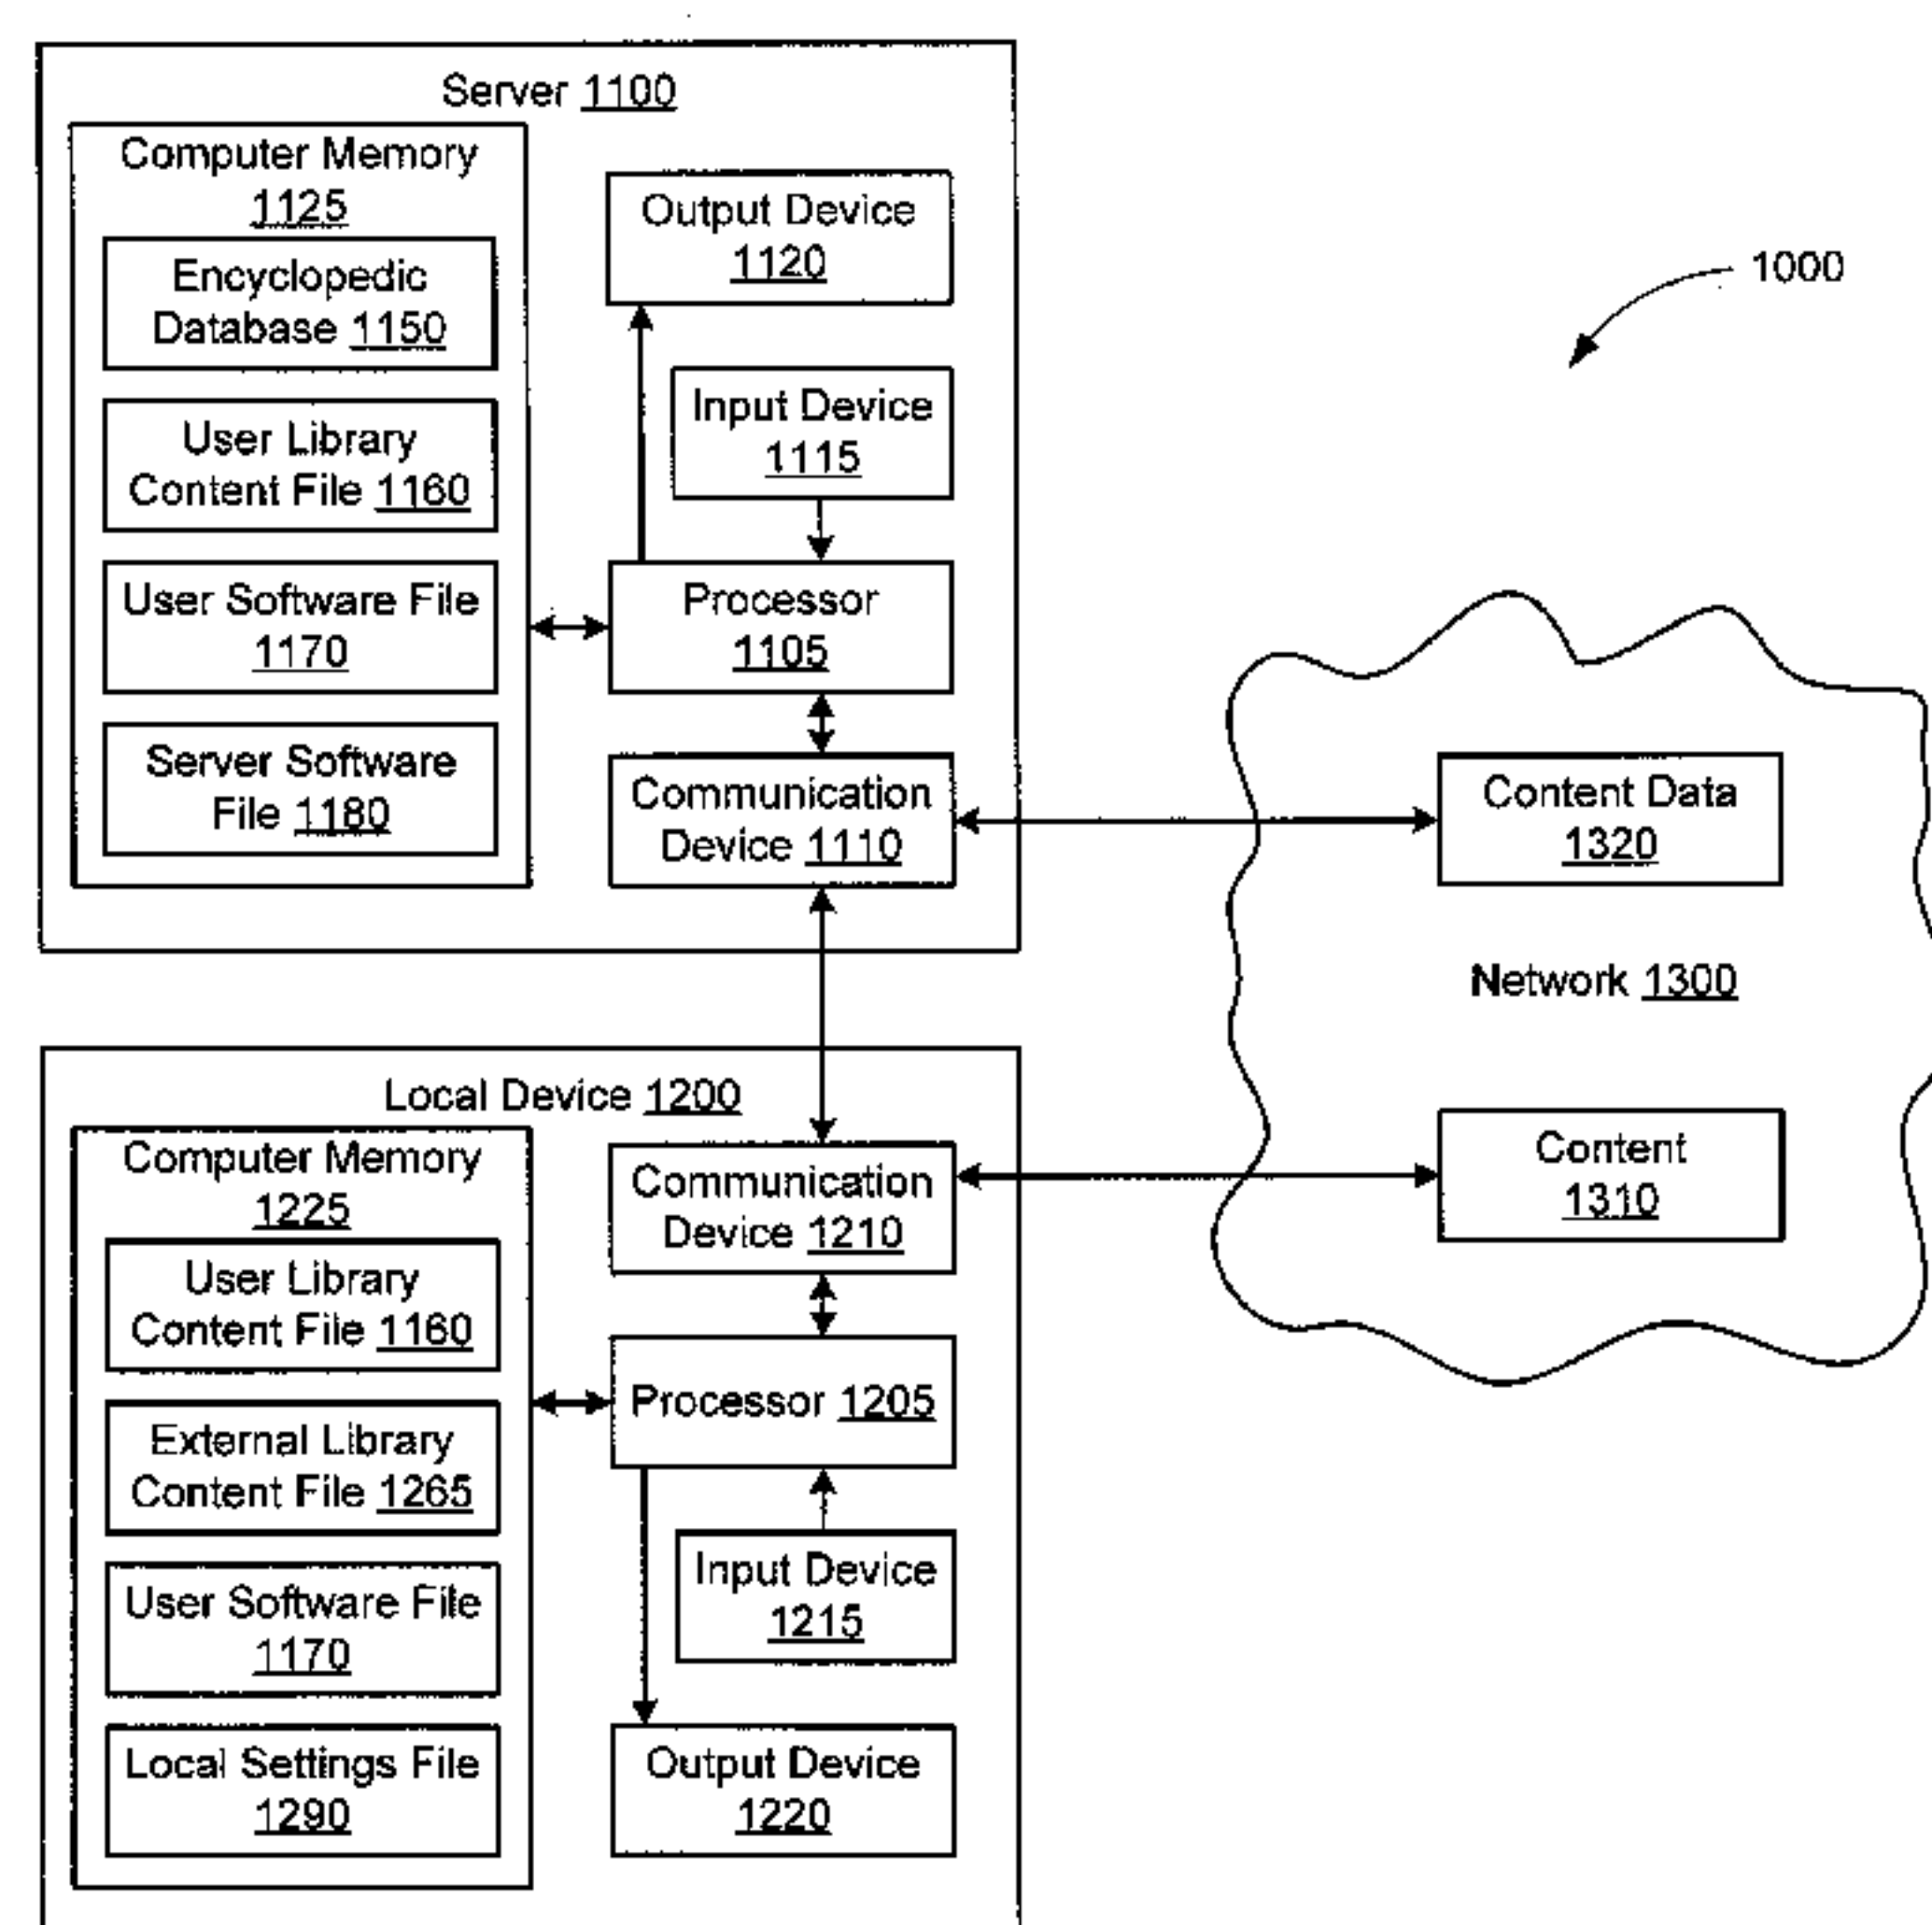 Server 1100
Computer Memory
1125
Encyclopedic
Database 1150
User Library
Content File 1160
User Software File
1170
Server Software
File 1180
Output Device
1120
Input Device
1115
Processor
1105
Communication
Device 1110
1000
Content Data
1320
Network 1300
Content
1310
Local Device 1200
Computer Memory
1225
User Library
Content File 1160
External Library
Content File 1265
User Software File
1170
Local Settings File
1290
Communication
Device 1210
Processor 1205
Input Device
1215
Output Device
1220